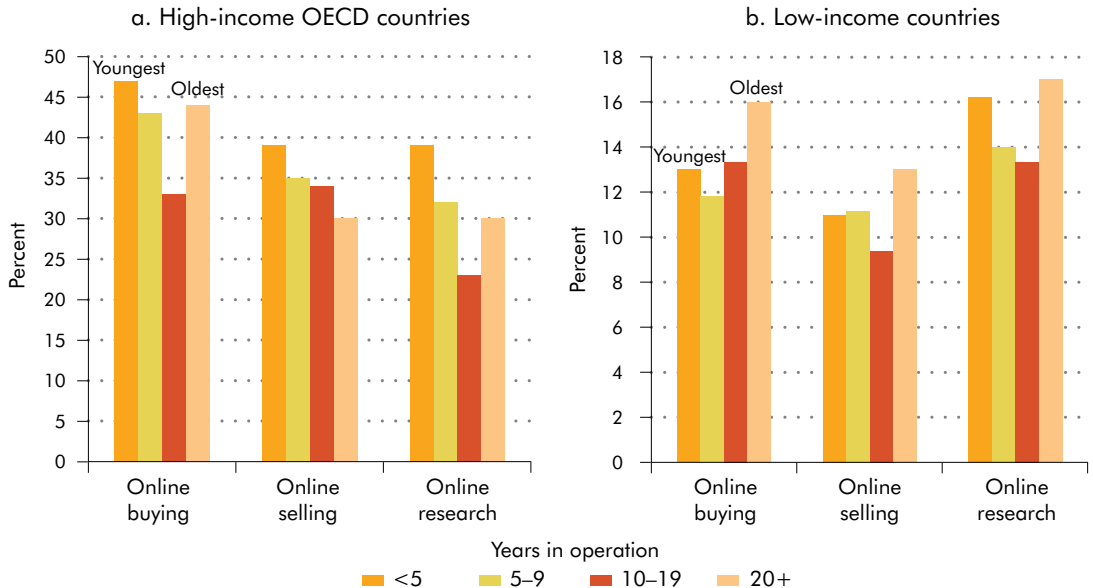 a. High-income OECD countries
Percent
50
45
40
35
30
25
20
15
10
5
0
Youngest
Oldest
Online buying
Online selling
Online research
b. Low-income countries
Percent
18
16
14
12
10
8
6
4
2
0
Youngest
Oldest
Online buying
Online selling
Online research
Years in operation
<5 5–9 10–19 20+